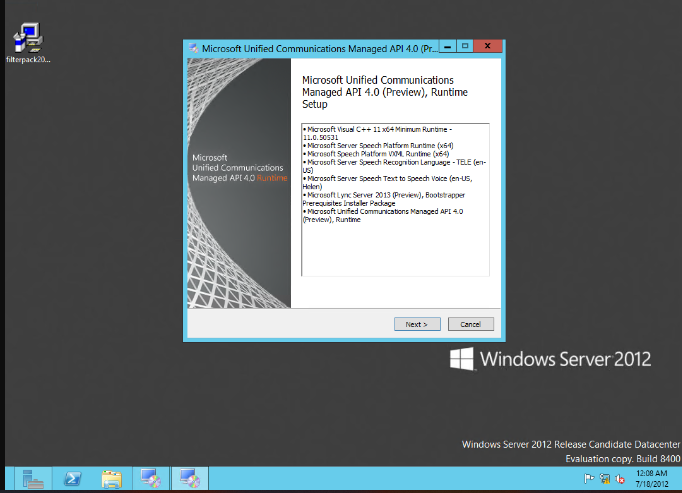 Microsoft Unified Communications Managed API 4.0 (Pr...
filterpack20...
Microsoft Unified Communications
Managed API 4.0 (Preview), Runtime
Setup
Microsoft
Unified Communications
Managed API 4.0 Runtime
• Microsoft Visual C++ 11 x64 Minimum Runtime -
11.0.50531
• Microsoft Server Speech Platform Runtime (x64)
• Microsoft Speech Platform VXML Runtime (x64)
• Microsoft Server Speech Recognition Language - TELE (en-
US)
• Microsoft Server Speech Text to Speech Voice (en-US,
Helen)
• Microsoft Lync Server 2013 (Preview), Bootstrapper
Prerequisites Installer Package
• Microsoft Unified Communications Managed API 4.0
(Preview), Runtime
Next >
Cancel
Windows Server 2012
Windows Server 2012 Release Candidate Datacenter
Evaluation copy. Build 8400
12:08 AM
7/18/2012